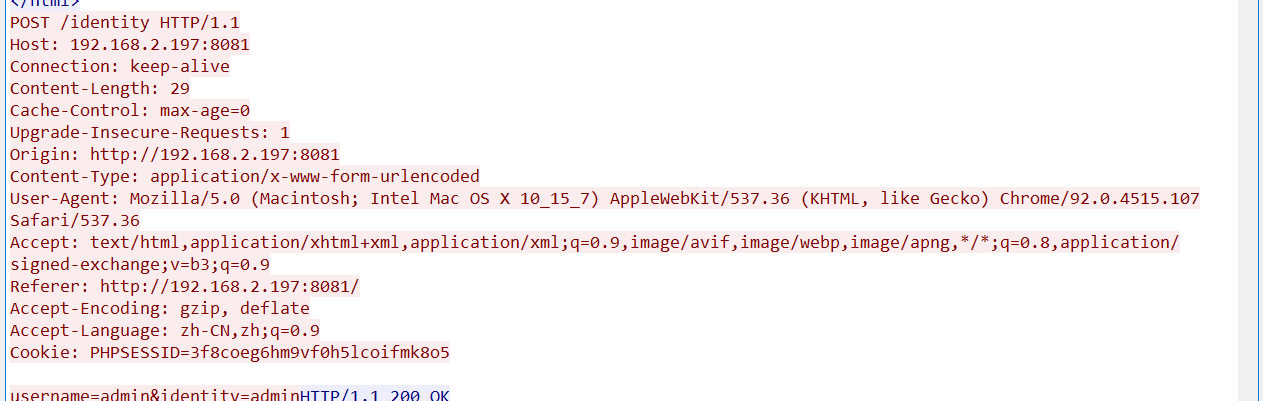 </html>
POST /identity HTTP/1.1
Host: 192.168.2.197:8081
Connection: keep-alive
Content-Length: 29
Cache-Control: max-age=0
Upgrade-Insecure-Requests: 1
Origin: http://192.168.2.197:8081
Content-Type: application/x-www-form-urlencoded
User-Agent: Mozilla/5.0 (Macintosh; Intel Mac OS X 10_15_7) AppleWebKit/537.36 (KHTML, like Gecko) Chrome/92.0.4515.107
Safari/537.36
Accept: text/html,application/xhtml+xml,application/xml;q=0.9,image/avif,image/webp,image/apng,*/*;q=0.8,application/
signed-exchange;v=b3;q=0.9
Referer: http://192.168.2.197:8081/
Accept-Encoding: gzip, deflate
Accept-Language: zh-CN,zh;q=0.9
Cookie: PHPSESSID=3f8coeg6hm9vf0h5lcoifmk8o5
username=admin&identity=adminHTTP/1.1 200 OK